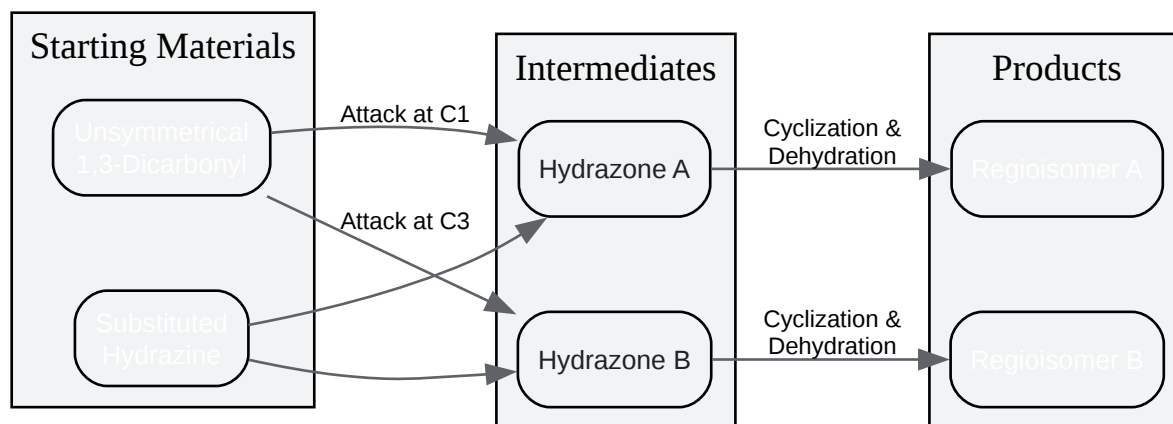 Starting Materials
Unsymmetrical
1,3-Dicarbonyl
Substituted
Hydrazine
Attack at C1
Attack at C3
Intermediates
Hydrazone A
Hydrazone B
Cyclization &
Dehydration
Cyclization &
Dehydration
Products
Regioisomer A
Regioisomer B